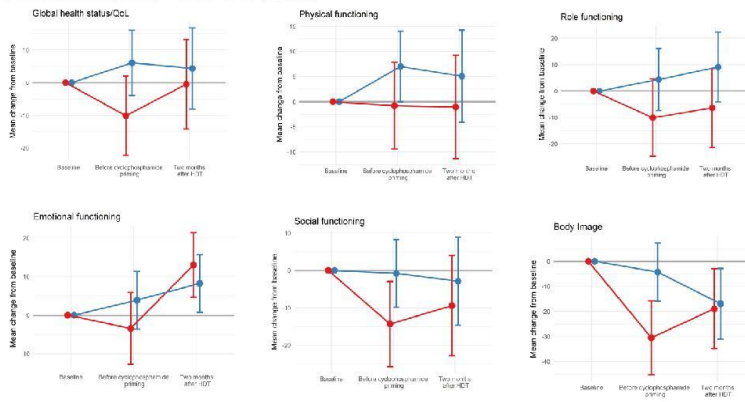 Global health status/QoL
Mean change from baseline
10
0
-10
-20
Baseline
Before cyclophosphamide
priming
Two months
after HDT
Physical functioning
Mean change from baseline
10
5
0
-5
-10
Baseline
Before cyclophosphamide
priming
Two months
after HDT
Role functioning
Mean change from baseline
20
10
0
-10
-20
Baseline
Before cyclophosphamide
priming
Two months
after HDT
Emotional functioning
Mean change from baseline
20
10
0
-10
Baseline
Before cyclophosphamide
priming
Two months
after HDT
Social functioning
Mean change from baseline
10
0
-10
-20
Baseline
Before cyclophosphamide
priming
Two months
after HDT
Body Image
Mean change from baseline
0
-10
-20
-30
-40
Baseline
Before cyclophosphamide
priming
Two months
after HDT